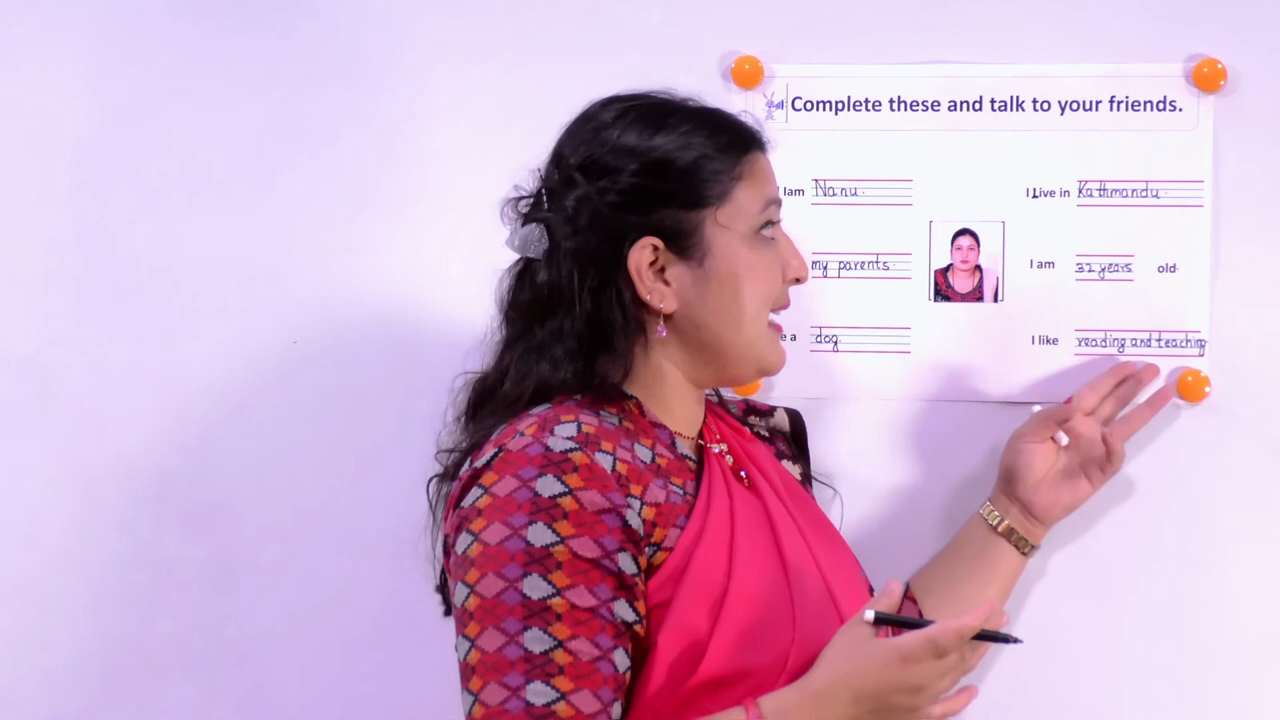 Complete these and talk to your friends.
Iam Nanu.
I Live in Kathmandu.
my parents.
I am 32 years old.
e a dog.
I like reading and teaching